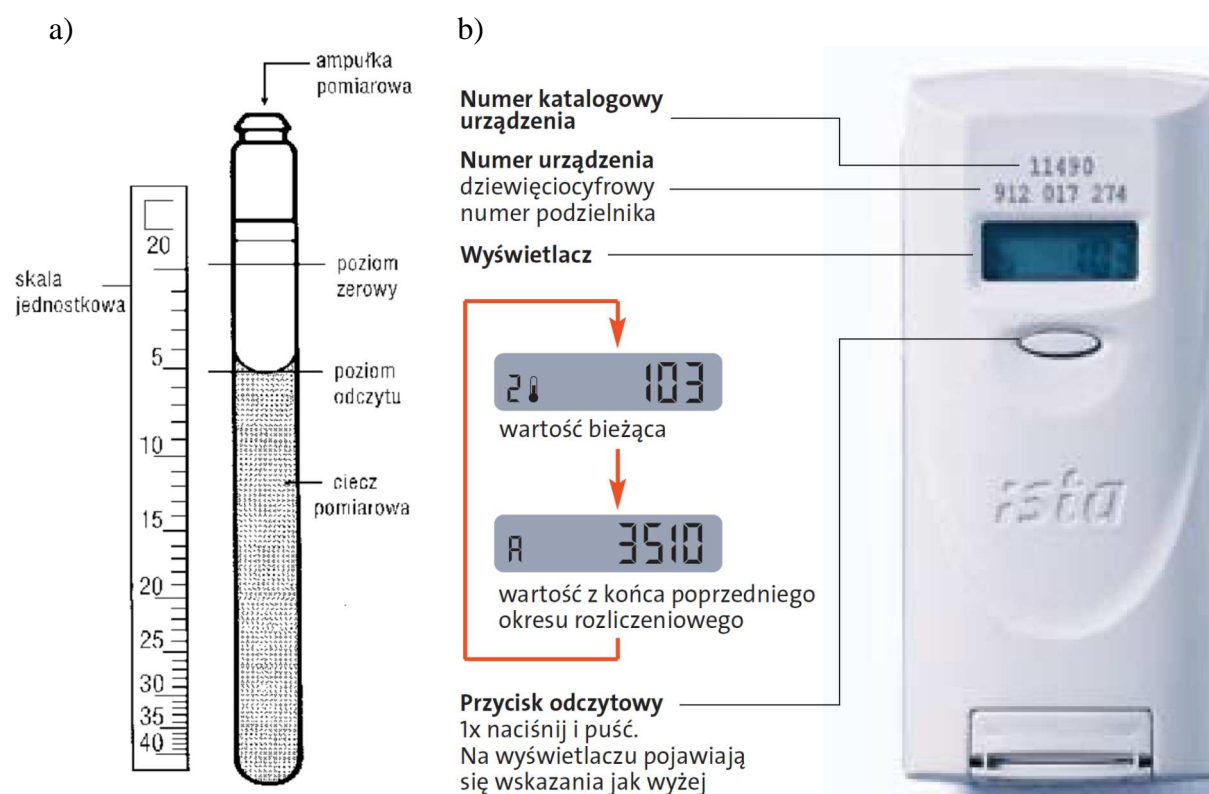 a)
ampułka
pomiarowa
20
skala
jednostkowa
poziom
zerowy
5
poziom
odczytu
10
ciecz
pomiarowa
15
20
25
30
35
40
b)
Numer katalogowy
urządzenia
Numer urządzenia
dziewięciocyfrowy
numer podzielnika
Wyświetlacz
2 103
wartość bieżąca
A 3510
wartość z końca poprzedniego
okresu rozliczeniowego
Przycisk odczytowy
1x naciśnij i puść.
Na wyświetlaczu pojawiają
się wskazania jak wyżej
11490
912 017 274
ista